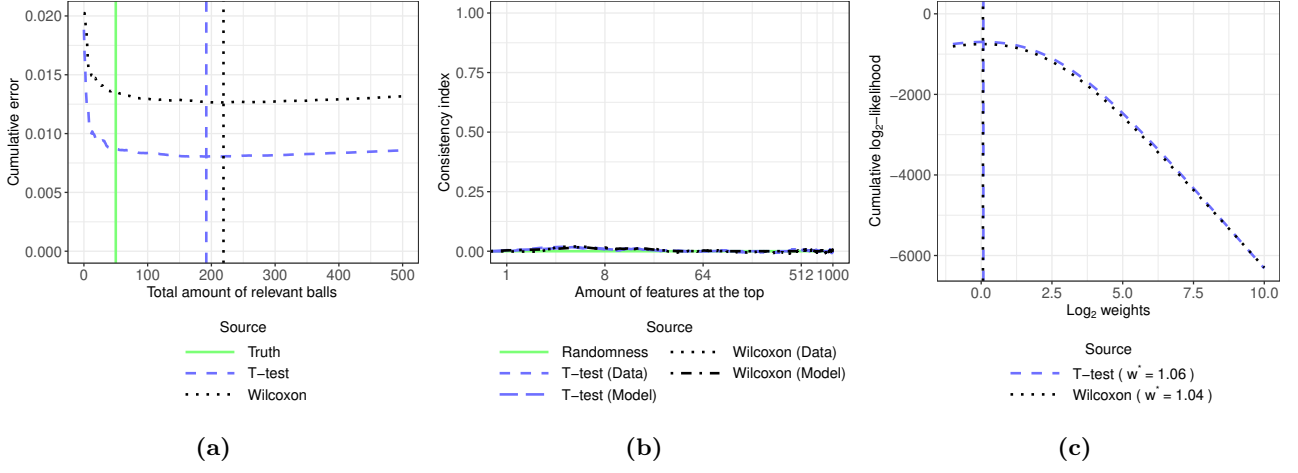 Cumulative error
0.020
0.015
0.010
0.005
0.000
0
100
200
300
400
500
Total amount of relevant balls
Source
Truth
T−test
Wilcoxon
(a)
Consistency index
1.00
0.75
0.50
0.25
0.00
1
8
64
512
1000
Amount of features at the top
Source
Randomness
T−test (Data)
T−test (Model)
Wilcoxon (Data)
Wilcoxon (Model)
(b)
Cumulative log₂−likelihood
0
−2000
−4000
−6000
0.0
2.5
5.0
7.5
10.0
Log₂ weights
Source
T−test ( w* = 1.06 )
Wilcoxon ( w* = 1.04 )
(c)